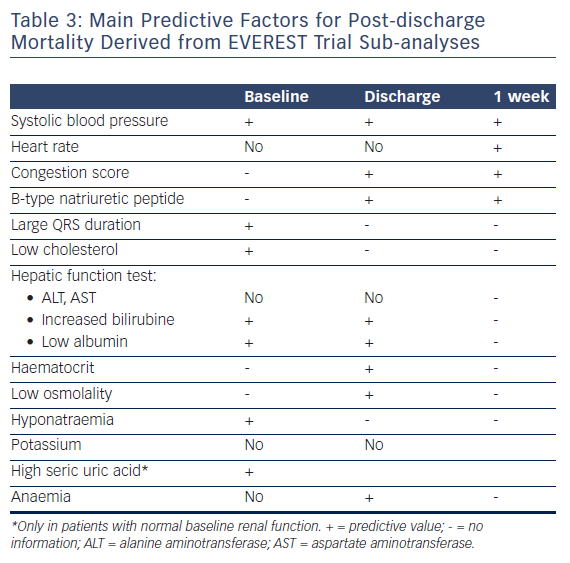 Table 3: Main Predictive Factors for Post-discharge
Mortality Derived from EVEREST Trial Sub-analyses
Baseline Discharge 1 week
Systolic blood pressure + + +
Heart rate No No +
Congestion score - + +
B-type natriuretic peptide - + +
Large QRS duration + - -
Low cholesterol + - -
Hepatic function test:
• ALT, AST No No -
• Increased bilirubine + + -
• Low albumin + + -
Haematocrit - + -
Low osmolality - + -
Hyponatraemia + - -
Potassium No No
High seric uric acid* +
Anaemia No + -
*Only in patients with normal baseline renal function. + = predictive value; - = no
information; ALT = alanine aminotransferase; AST = aspartate aminotransferase.